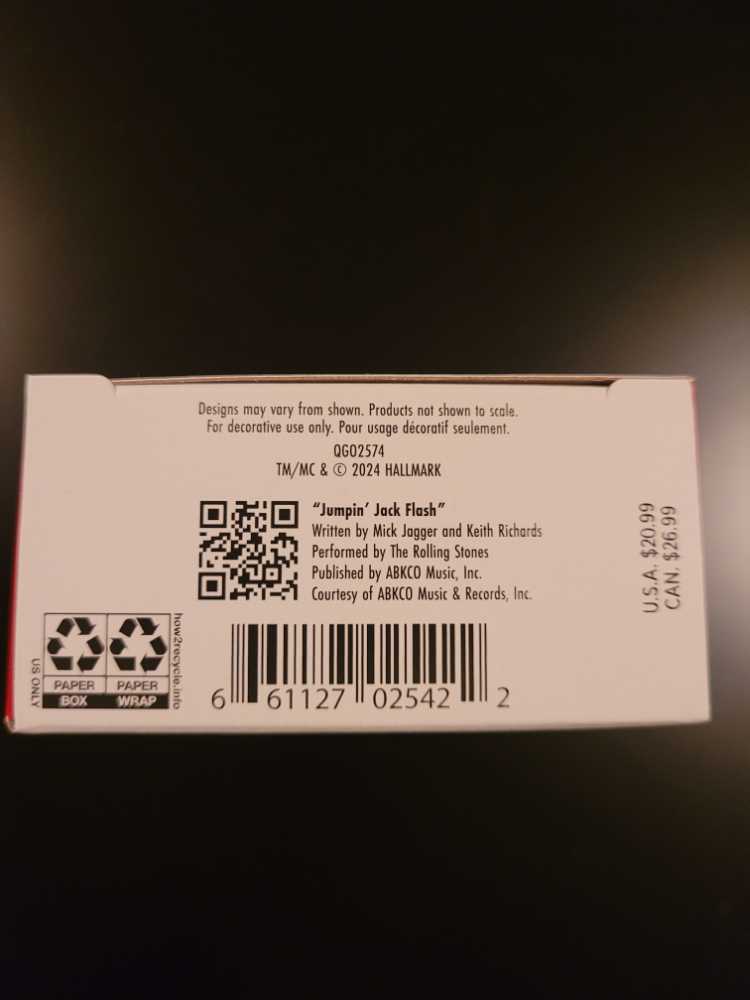 Designs may vary from shown. Products not shown to scale.
For decorative use only. Pour usage décoratif seulement.
QGO2574
TM/MC & © 2024 HALLMARK
“Jumpin’ Jack Flash”
Written by Mick Jagger and Keith Richards
Performed by The Rolling Stones
Published by ABKCO Music, Inc.
Courtesy of ABKCO Music & Records, Inc.
U.S.A. $20.99
CAN. $26.99
US ONLY
PAPER PAPER
BOX WRAP
how2recycle.info
6 61127 02542 2